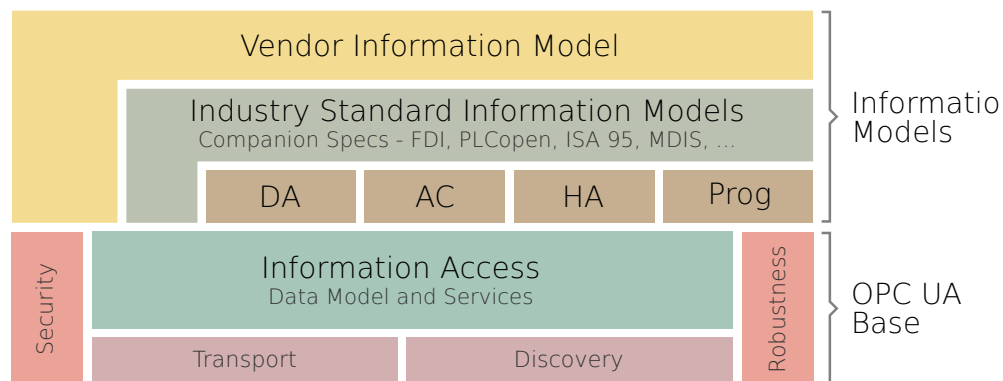 Vendor Information Model
Industry Standard Information Models
Companion Specs - FDI, PLCopen, ISA 95, MDIS, ...
DA
AC
HA
Prog
Informatio
Models
Security
Information Access
Data Model and Services
Robustness
OPC UA
Base
Transport
Discovery